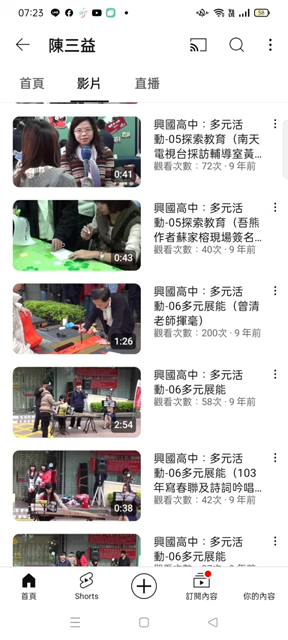 07:23
58
陳三益
首頁
影片
直播
0:41
興國高中：多元活
動-05探索教育（南天
電視台採訪輔導室黃...
觀看次數：72次 · 9 年前
0:43
興國高中：多元活
動-05探索教育（吾熊
作者蘇家榕現場簽名...
觀看次數：40次 · 9 年前
1:26
興國高中：多元活
動-06多元展能（曾清
老師揮毫）
觀看次數：200次 · 9 年前
2:54
興國高中：多元活
動-06多元展能
觀看次數：58次 · 9 年前
0:38
興國高中：多元活
動-06多元展能（103
年寫春聯及詩詞吟唱...
觀看次數：42次 · 9 年前
興國高中：多元活
動-06多元展能
首頁
Shorts
訂閱內容
你的內容